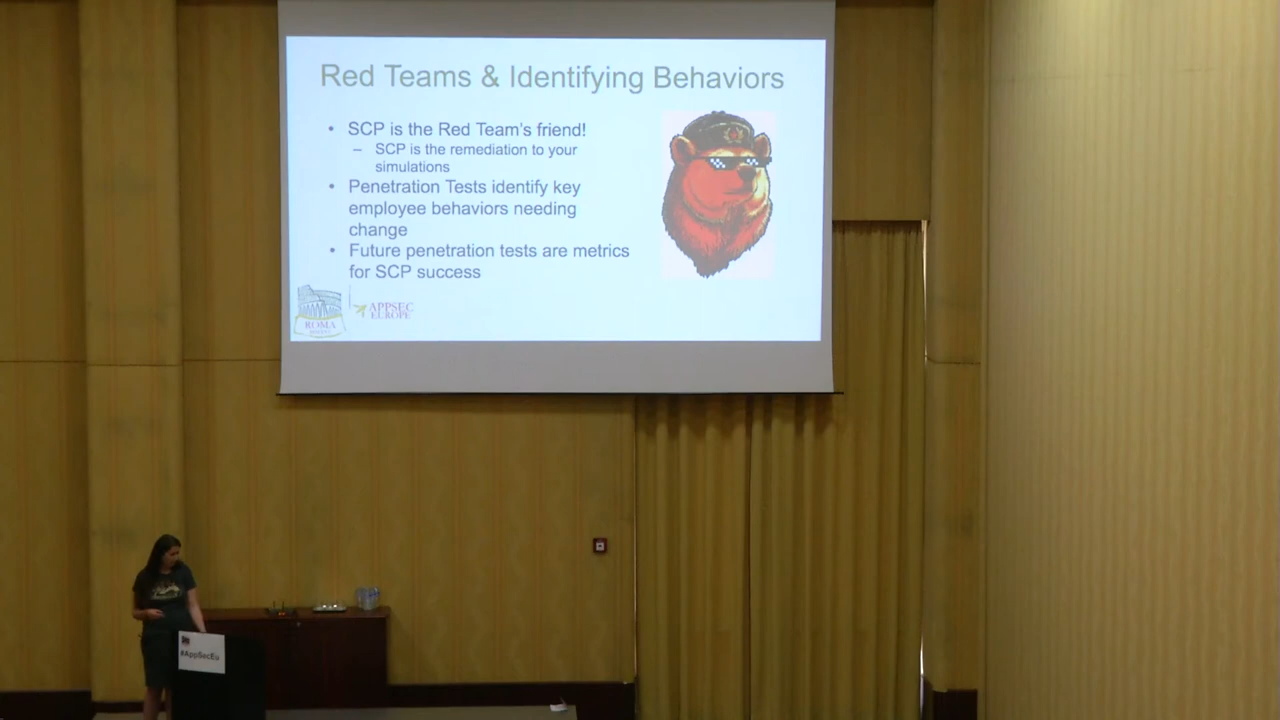 Red Teams & Identifying Behaviors
• SCP is the Red Team's friend!
– SCP is the remediation to your
simulations
• Penetration Tests identify key
employee behaviors needing
change
• Future penetration tests are metrics
for SCP success
ROMA
APPSEC
EUROPE
#AppSecEu